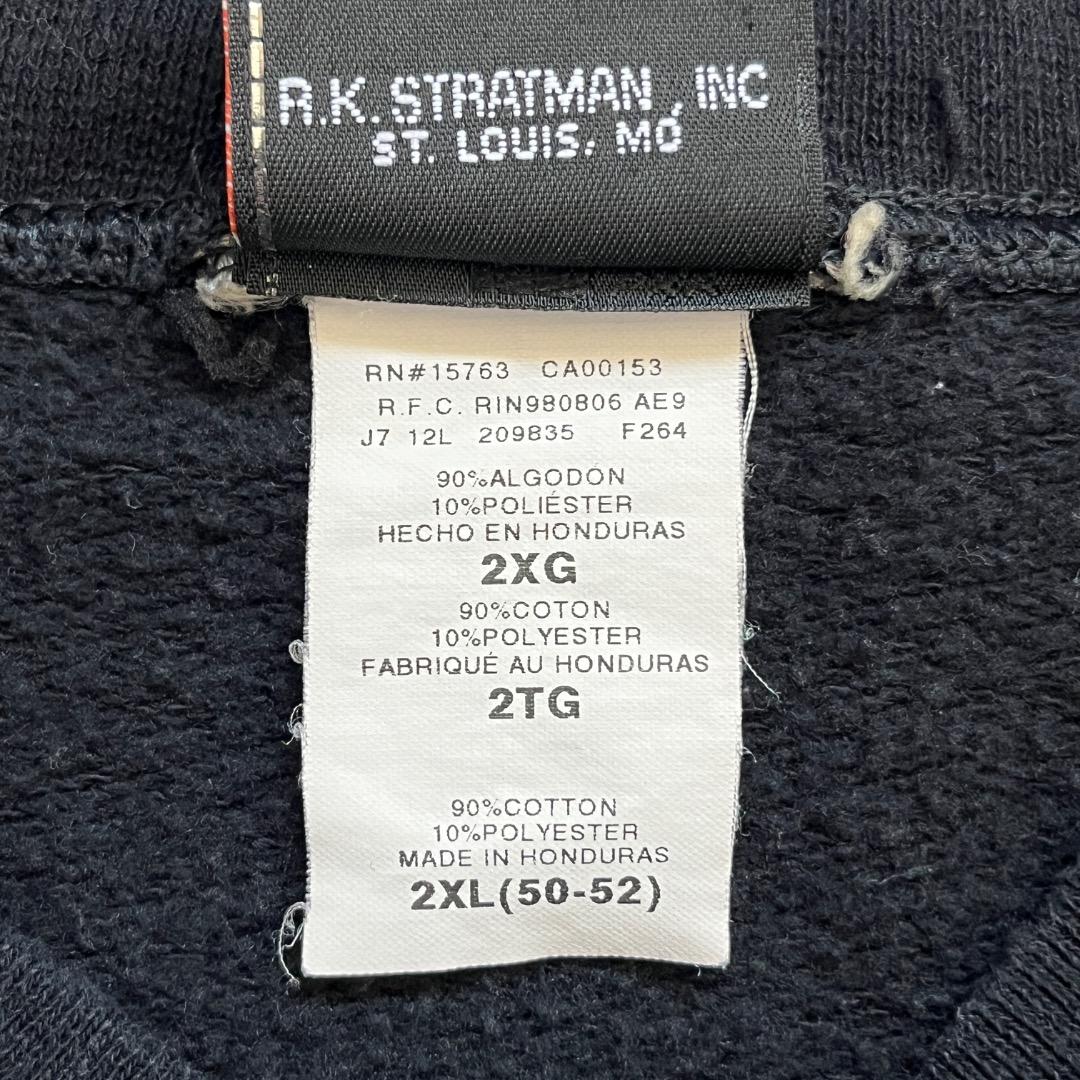 R.K. STRATMAN, INC
ST. LOUIS, MO
RN#15763 CA00153
R.F.C. RIN980806 AE9
J7 12L 209835 F264
90%ALGODÓN
10%POLIÉSTER
HECHO EN HONDURAS
2XG
90%COTON
10%POLYESTER
FABRIQUÉ AU HONDURAS
2TG
90%COTTON
10%POLYESTER
MADE IN HONDURAS
2XL(50-52)